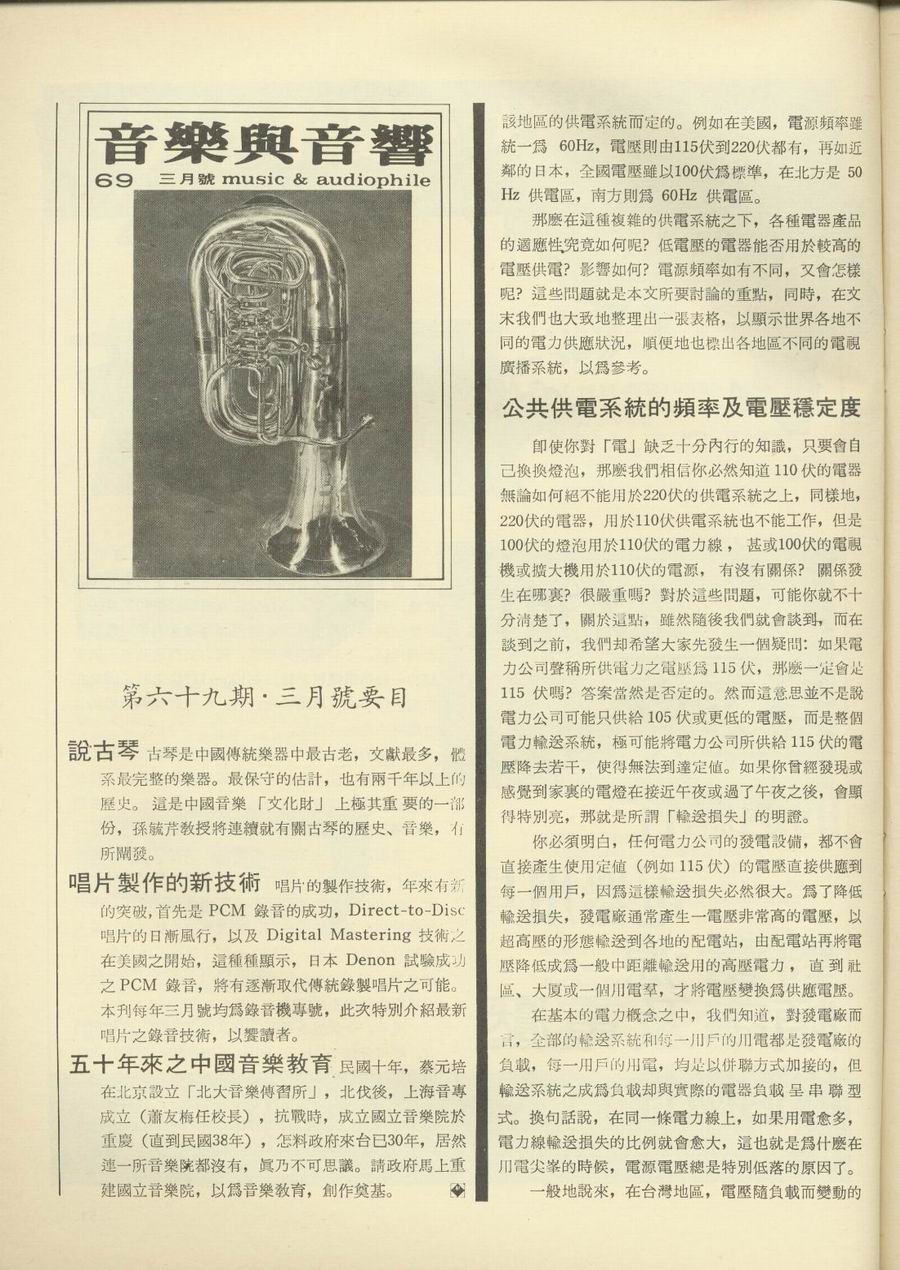 音樂與音響
69 三月號 music & audiophile
第六十九期·三月號要目
說古琴 古琴是中國傳統樂器中最古老，文獻最多，體
系最完整的樂器。最保守的估計，也有兩千年以上的
歷史。這是中國音樂「文化財」上極其重要的一部
份，孫毓芹教授將連續就有關古琴的歷史、音樂，有
所闡發。
唱片製作的新技術 唱片的製作技術，年來有新
的突破，首先是 PCM 錄音的成功，Direct-to-Disc
唱片的日漸風行，以及 Digital Mastering 技術之
在美國之開始，這種種顯示，日本 Denon 試驗成功
之 PCM 錄音，將有逐漸取代傳統錄製唱片之可能。
本刊每年三月號均爲錄音機專號，此次特別介紹最新
唱片之錄音技術，以饗讀者。
五十年來之中國音樂教育 民國十年，蔡元培
在北京設立「北大音樂傳習所」，北伐後，上海音專
成立（蕭友梅任校長），抗戰時，成立國立音樂院於
重慶（直到民國38年），怎料政府來台已30年，居然
連一所音樂院都沒有，眞乃不可思議。請政府馬上重
建國立音樂院，以爲音樂敎育，創作奠基。
該地區的供電系統而定的。例如在美國，電源頻率雖
統一爲 60Hz，電壓則由115伏到220伏都有，再如近
鄰的日本，全國電壓雖以100伏爲標準，在北方是 50
Hz 供電區，南方則爲 60Hz 供電區。
那麽在這種複雜的供電系統之下，各種電器產品
的適應性究竟如何呢？低電壓的電器能否用於較高的
電壓供電？影響如何？電源頻率如有不同，又會怎樣
呢？這些問題就是本文所要討論的重點，同時，在文
末我們也大致地整理出一張表格，以顯示世界各地不
同的電力供應狀況，順便地也標出各地區不同的電視
廣播系統，以爲參考。
公共供電系統的頻率及電壓穩定度
卽使你對「電」缺乏十分內行的知識，只要會自
己換換燈泡，那麽我們相信你必然知道 110 伏的電器
無論如何絕不能用於220伏的供電系統之上，同樣地，
220伏的電器，用於110伏供電系統也不能工作，但是
100伏的燈泡用於110伏的電力線，甚或100伏的電視
機或擴大機用於110伏的電源，有沒有關係？關係發
生在哪裏？很嚴重嗎？對於這些問題，可能你就不十
分淸楚了，關於這點，雖然隨後我們就會談到，而在
談到之前，我們却希望大家先發生一個疑問：如果電
力公司聲稱所供電力之電壓爲 115 伏，那麽一定會是
115 伏嗎？答案當然是否定的。然而這意思並不是說
電力公司可能只供給 105 伏或更低的電壓，而是整個
電力輸送系統，極可能將電力公司所供給 115 伏的電
壓降去若干，使得無法到達定値。如果你曾經發現或
感覺到家裏的電燈在接近午夜或過了午夜之後，會顯
得特別亮，那就是所謂「輸送損失」的明證。
你必須明白，任何電力公司的發電設備，都不會
直接產生使用定値（例如 115 伏）的電壓直接供應到
每一個用戶，因爲這樣輸送損失必然很大。爲了降低
輸送損失，發電廠通常產生一電壓非常高的電壓，以
超高壓的形態輸送到各地的配電站，由配電站再將電
壓降低成爲一般中距離輸送用的高壓電力，直到社
區、大廈或一個用電羣，才將電壓變換爲供應電壓。
在基本的電力槪念之中，我們知道，對發電廠而
言，全部的輸送系統和每一用戶的用電都是發電廠的
負載，每一用戶的用電，均是以併聯方式加接的，但
輸送系統之成爲負載却與實際的電器負載呈串聯型
式。換句話說，在同一條電力線上，如果用電愈多，
電力線輸送損失的比例就會愈大，這也就是爲什麽在
用電尖峯的時候，電源電壓總是特別低落的原因了。
一般地說來，在台灣地區，電壓隨負載而變動的